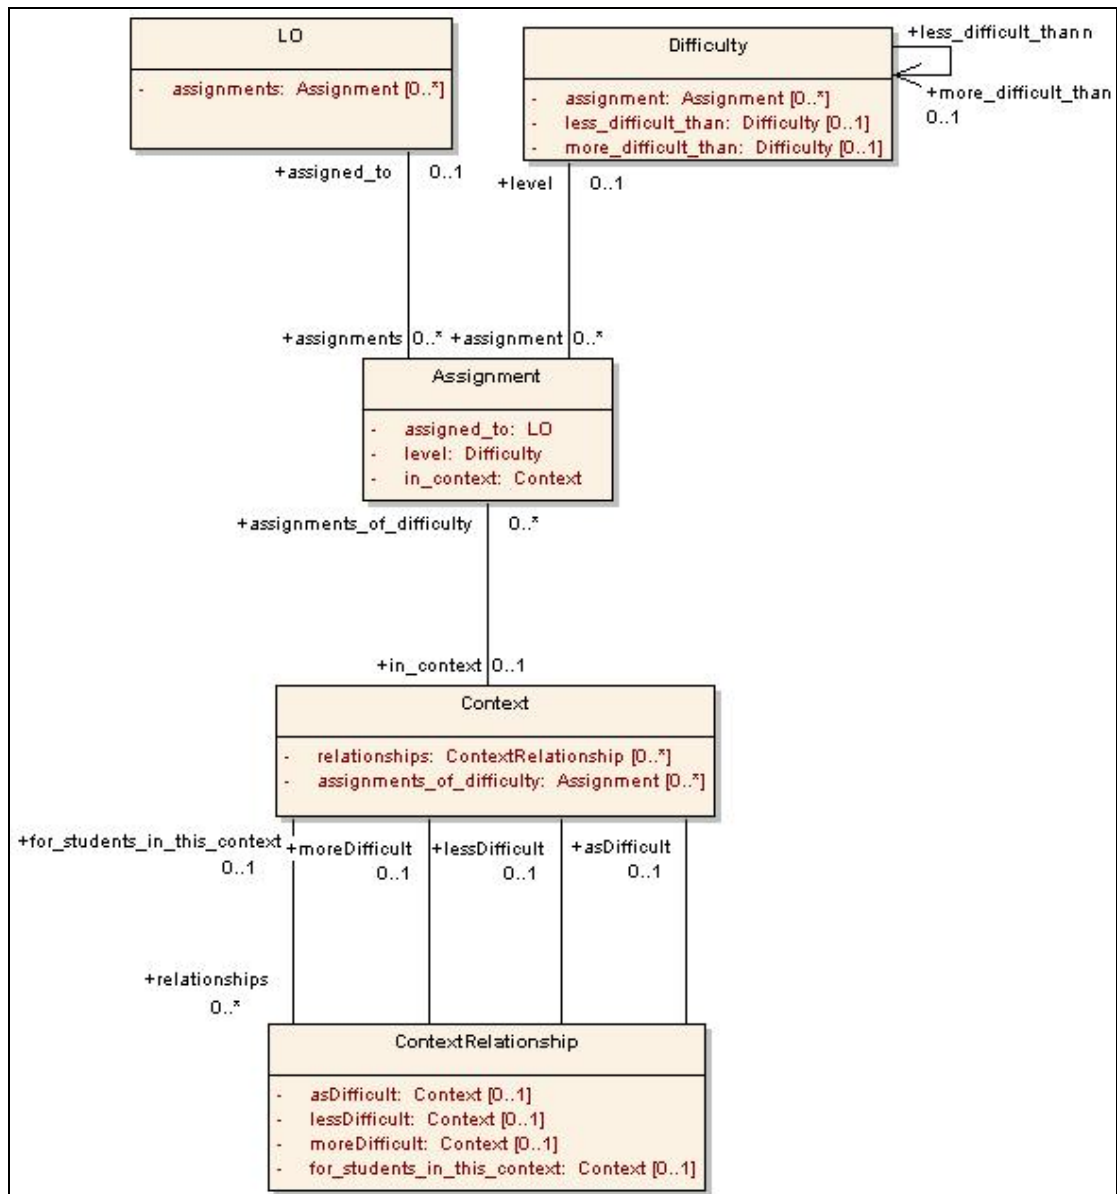 LO
- assignments: Assignment [0..*]
Difficulty
- assignment: Assignment [0..*]
- less_difficult_than: Difficulty [0..1]
- more_difficult_than: Difficulty [0..1]
+less_difficult_thann
+more_difficult_than
0..1
+assigned_to 0..1
+level 0..1
+assignments 0..* +assignment 0..*
Assignment
- assigned_to: LO
- level: Difficulty
- in_context: Context
+assignments_of_difficulty 0..*
+in_context 0..1
Context
- relationships: ContextRelationship [0..*]
- assignments_of_difficulty: Assignment [0..*]
+for_students_in_this_context +moreDifficult +lessDifficult +asDifficult
0..1 0..1 0..1 0..1
+relationships
0..*
ContextRelationship
- asDifficult: Context [0..1]
- lessDifficult: Context [0..1]
- moreDifficult: Context [0..1]
- for_students_in_this_context: Context [0..1]